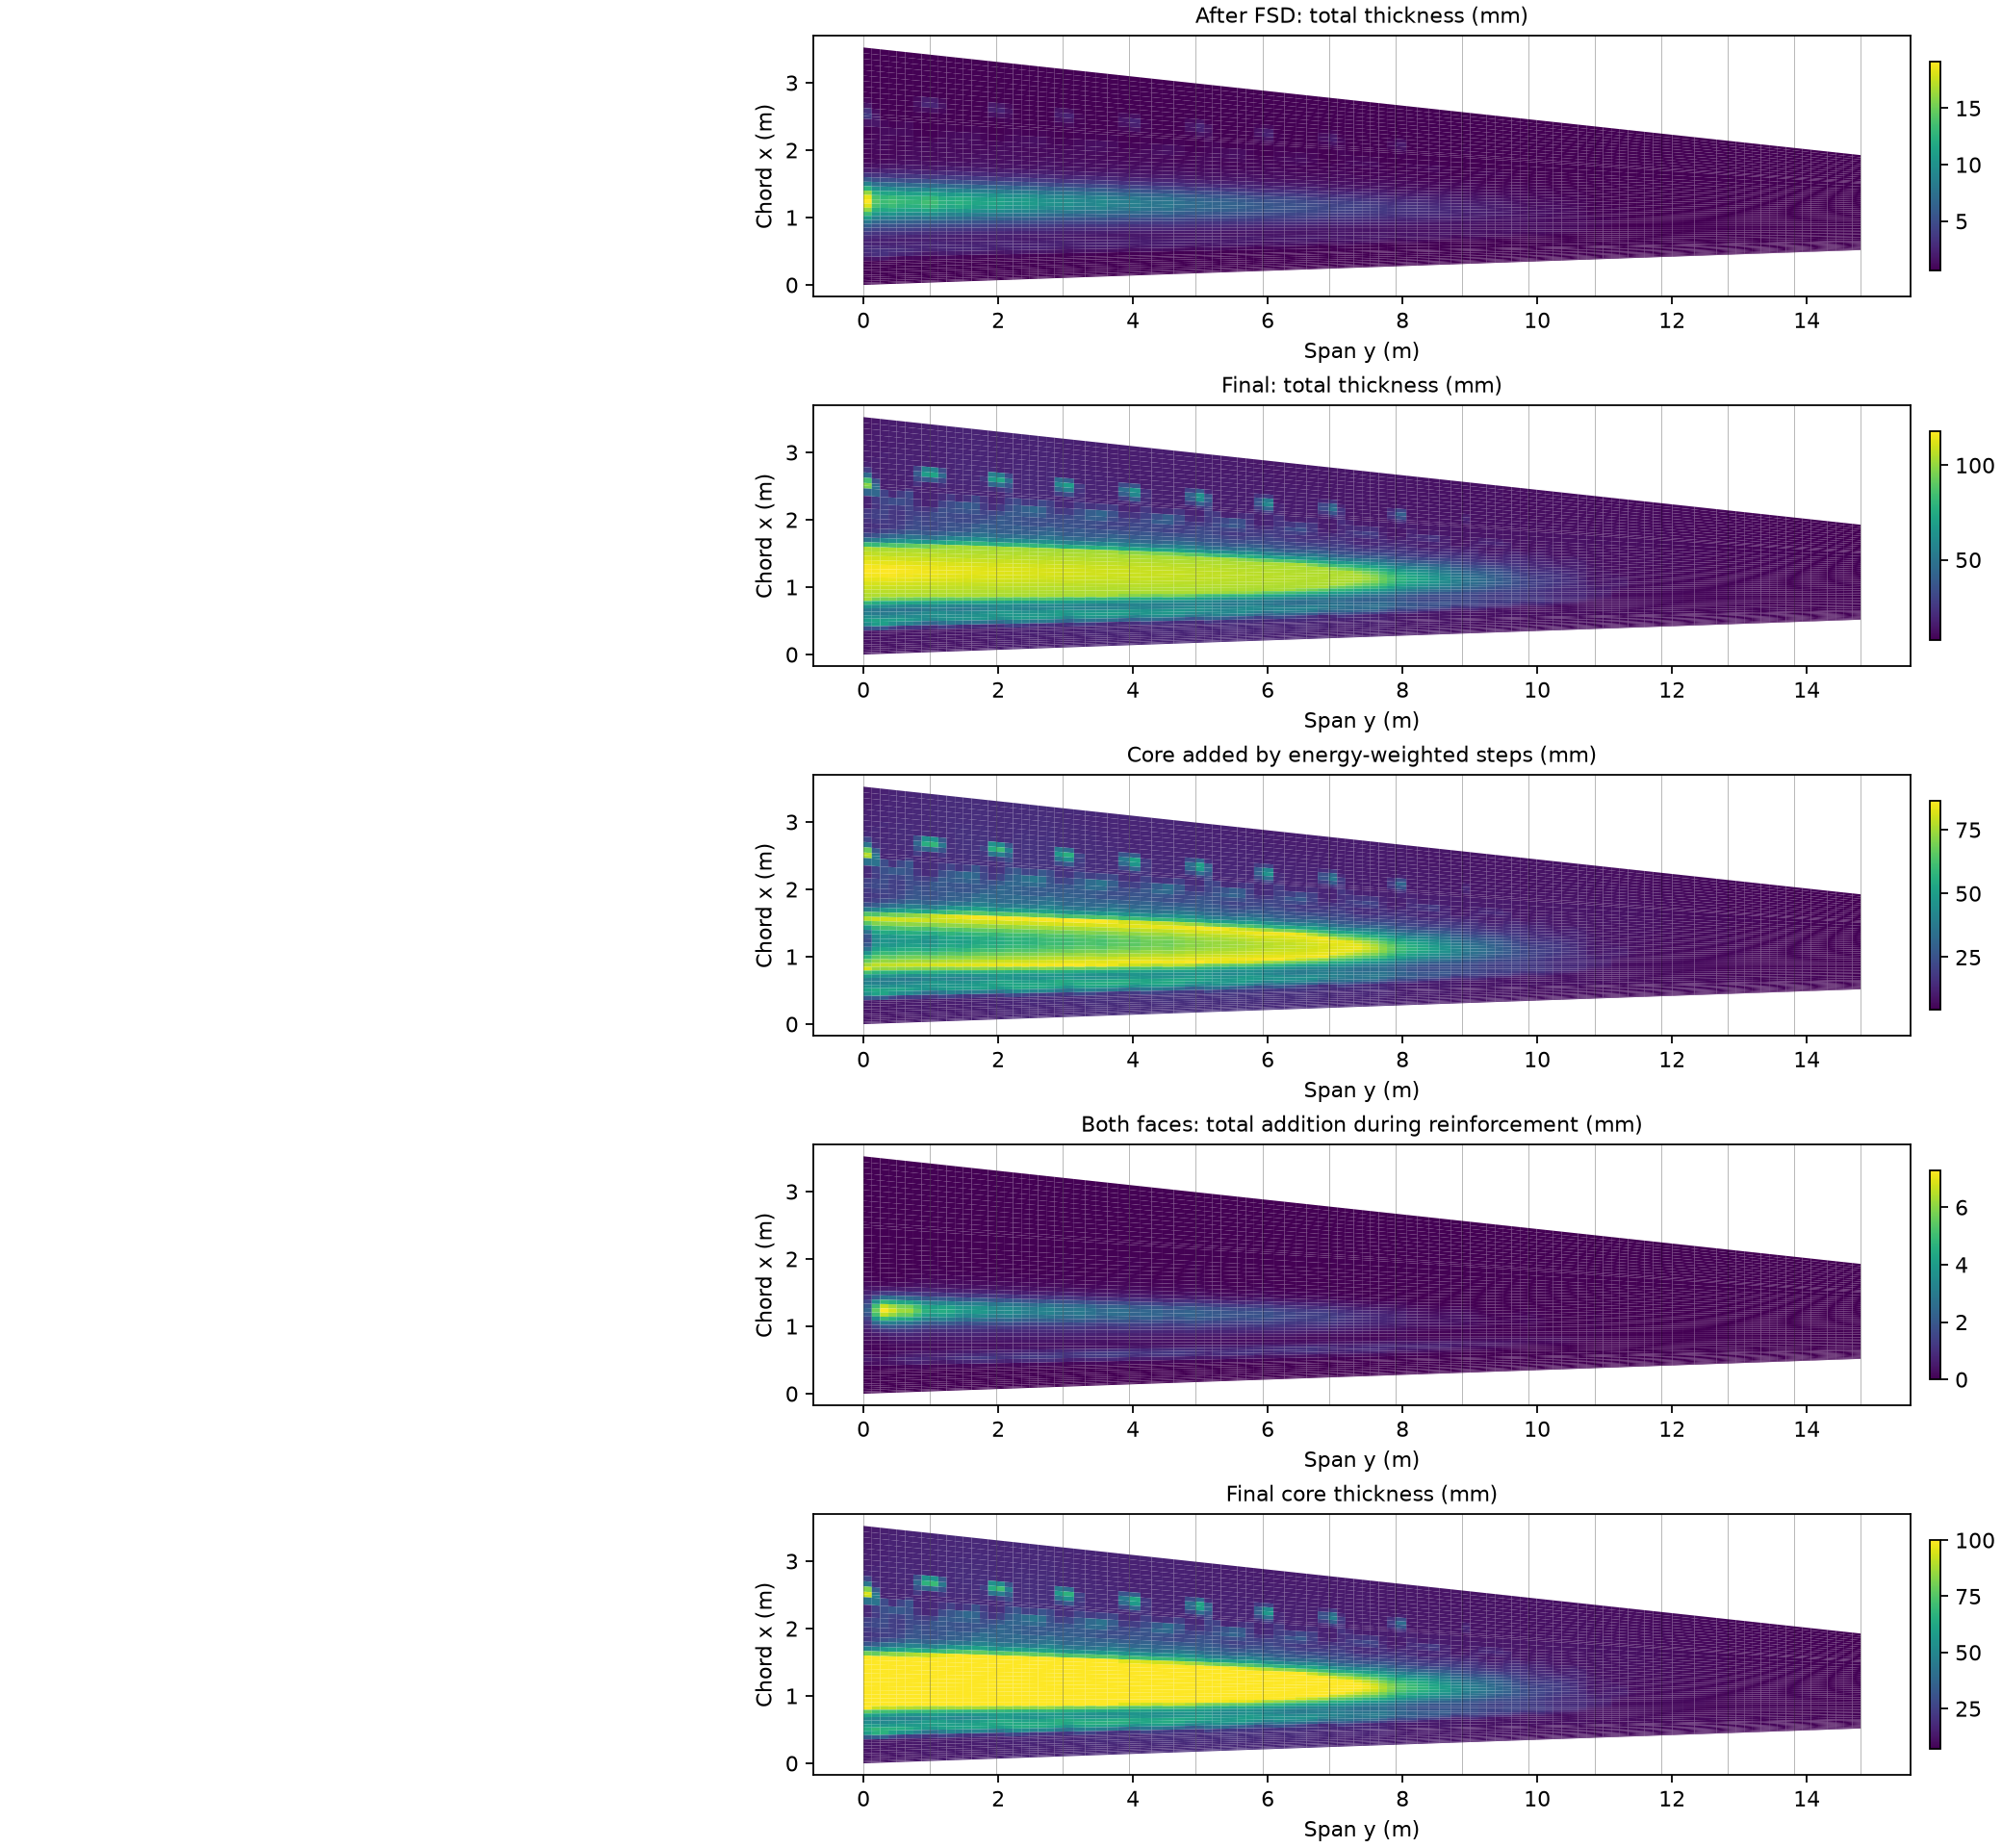 After FSD: total thickness (mm)
Chord x (m)
3
2
1
0
0 2 4 6 8 10 12 14
Span y (m)
15
10
5
Final: total thickness (mm)
Chord x (m)
3
2
1
0
0 2 4 6 8 10 12 14
Span y (m)
100
50
Core added by energy-weighted steps (mm)
Chord x (m)
3
2
1
0
0 2 4 6 8 10 12 14
Span y (m)
75
50
25
Both faces: total addition during reinforcement (mm)
Chord x (m)
3
2
1
0
0 2 4 6 8 10 12 14
Span y (m)
6
4
2
0
Final core thickness (mm)
Chord x (m)
3
2
1
0
0 2 4 6 8 10 12 14
Span y (m)
100
75
50
25